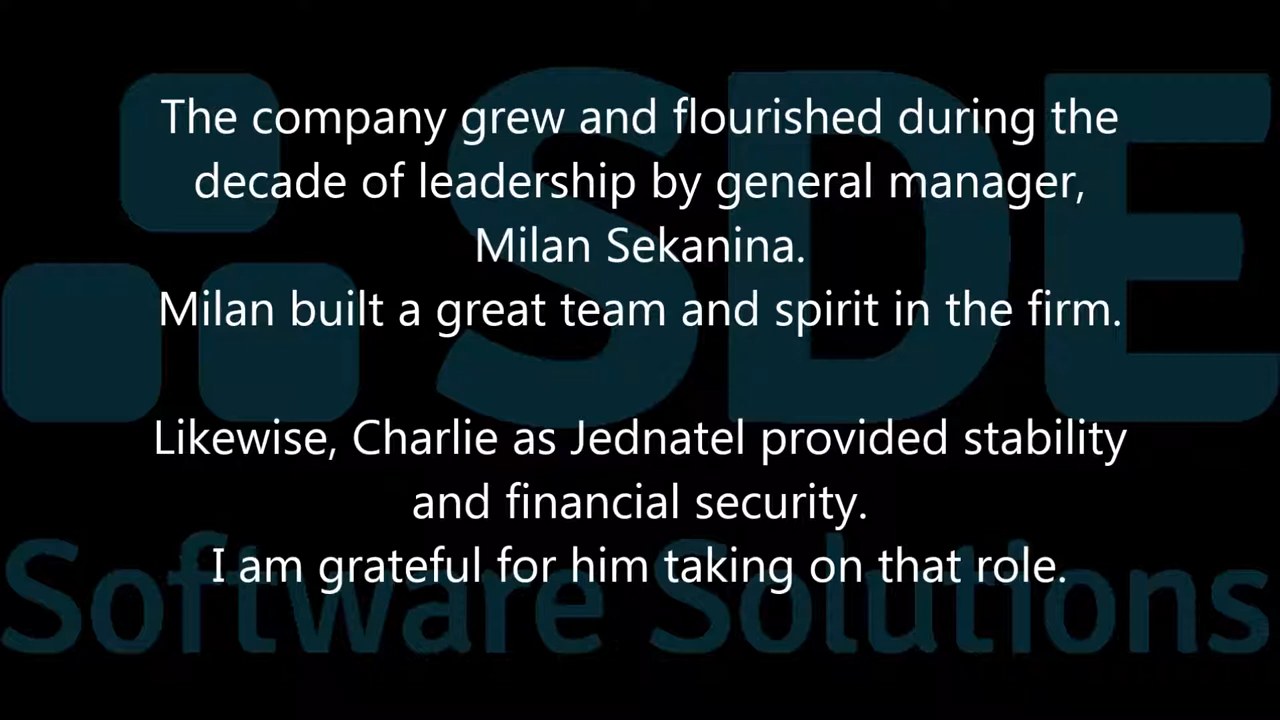 The company grew and flourished during the
decade of leadership by general manager,
Milan Sekanina.
Milan built a great team and spirit in the firm.
Likewise, Charlie as Jednatel provided stability
and financial security.
I am grateful for him taking on that role.
SDE
Software Solutions